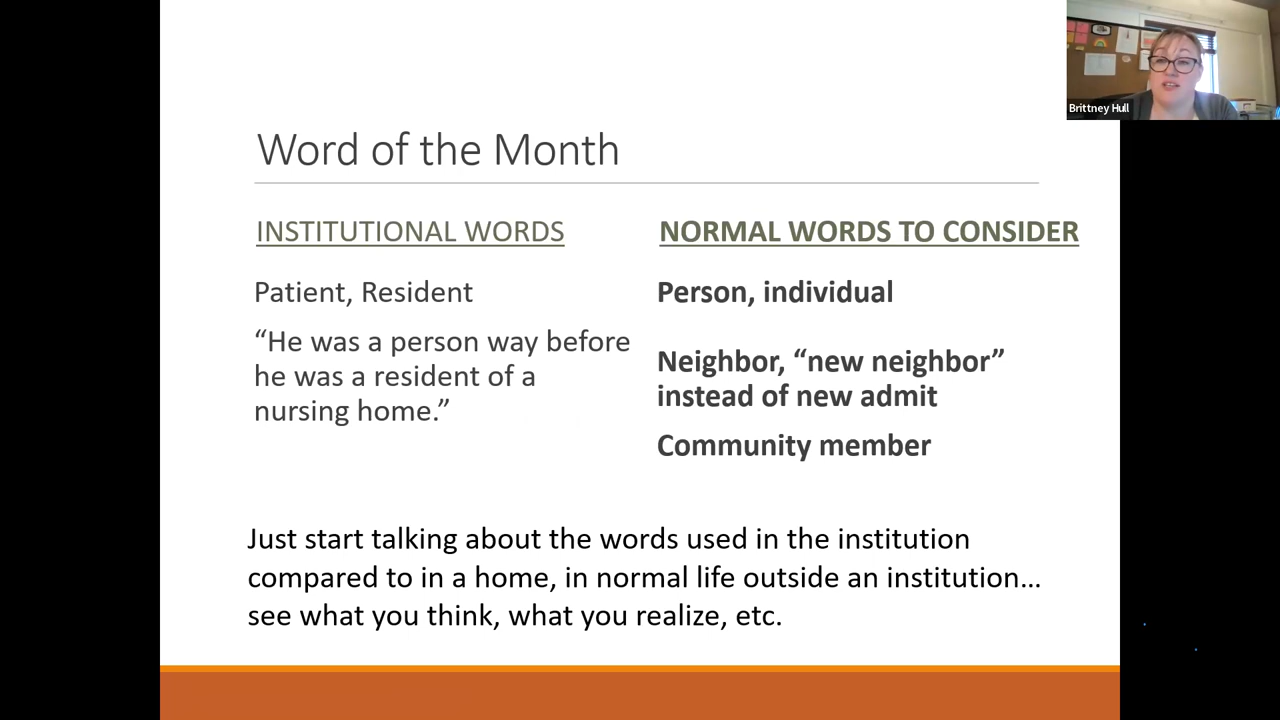 Brittney Hull
Word of the Month
INSTITUTIONAL WORDS
Patient, Resident
“He was a person way before
he was a resident of a
nursing home.”
NORMAL WORDS TO CONSIDER
Person, individual
Neighbor, “new neighbor”
instead of new admit
Community member
Just start talking about the words used in the institution
compared to in a home, in normal life outside an institution…
see what you think, what you realize, etc.